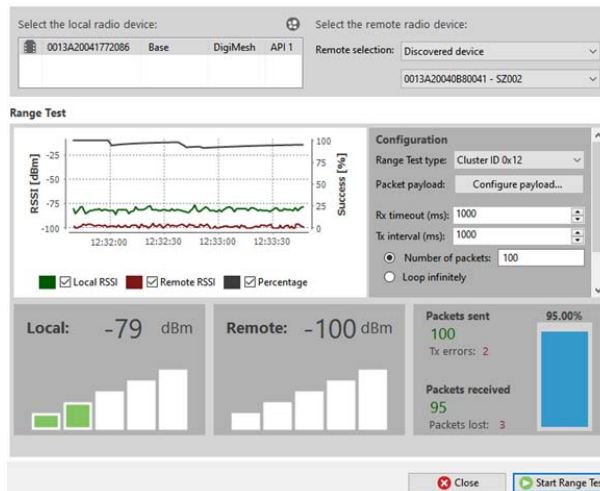 Select the local radio device:
0013A20041772086 Base DigiMesh API 1
Select the remote radio device:
Remote selection: Discovered device
0013A20040B80041 - SZ002
Range Test
RSSI [dBm]
-25
-50
-75
-100
100
75
50
25
0
Success [%]
12:32:00 12:32:30 12:33:00 12:33:30
Local RSSI Remote RSSI Percentage
Configuration
Range Test type: Cluster ID 0x12
Packet payload: Configure payload...
Rx timeout (ms): 1000
Tx interval (ms): 1000
Number of packets: 100
Loop infinitely
Local: -79 dBm
Remote: -100 dBm
Packets sent
100
Tx errors: 2
Packets received
95
Packets lost: 3
95.00%
Close
Start Range Tes